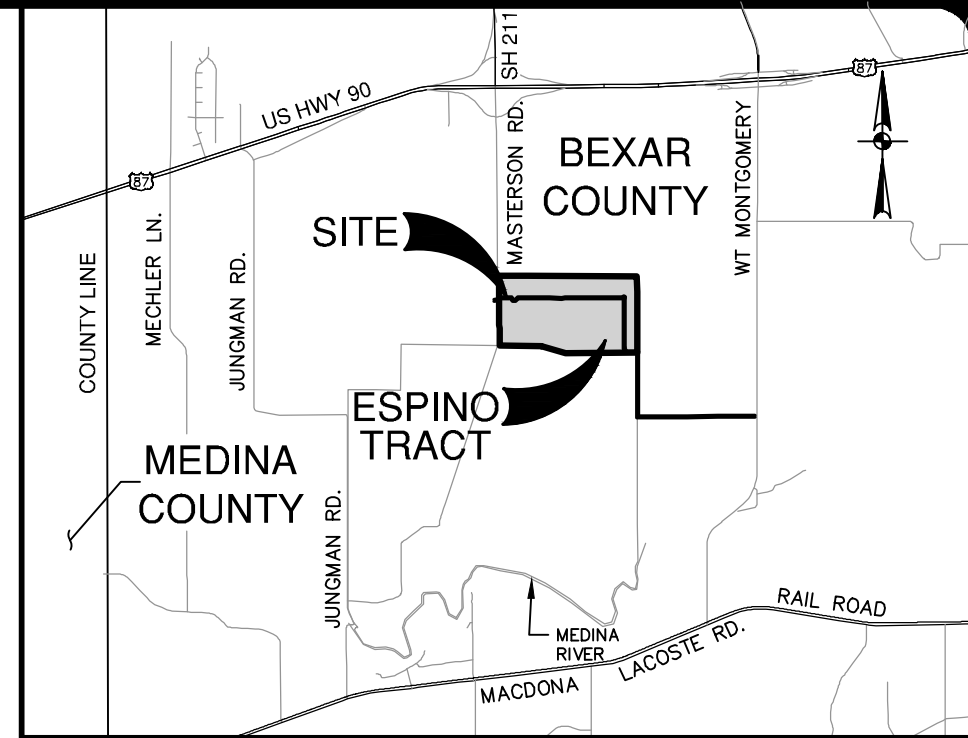 SH 211
87
US HWY 90
MASTERSON RD.
BEXAR
COUNTY
WT MONTGOMERY
87
MECHLER LN.
SITE
COUNTY LINE
JUNGMAN RD.
ESPINO
TRACT
MEDINA
COUNTY
JUNGMAN RD.
RAIL ROAD
MEDINA
RIVER
LACOSTE RD.
MACDONA